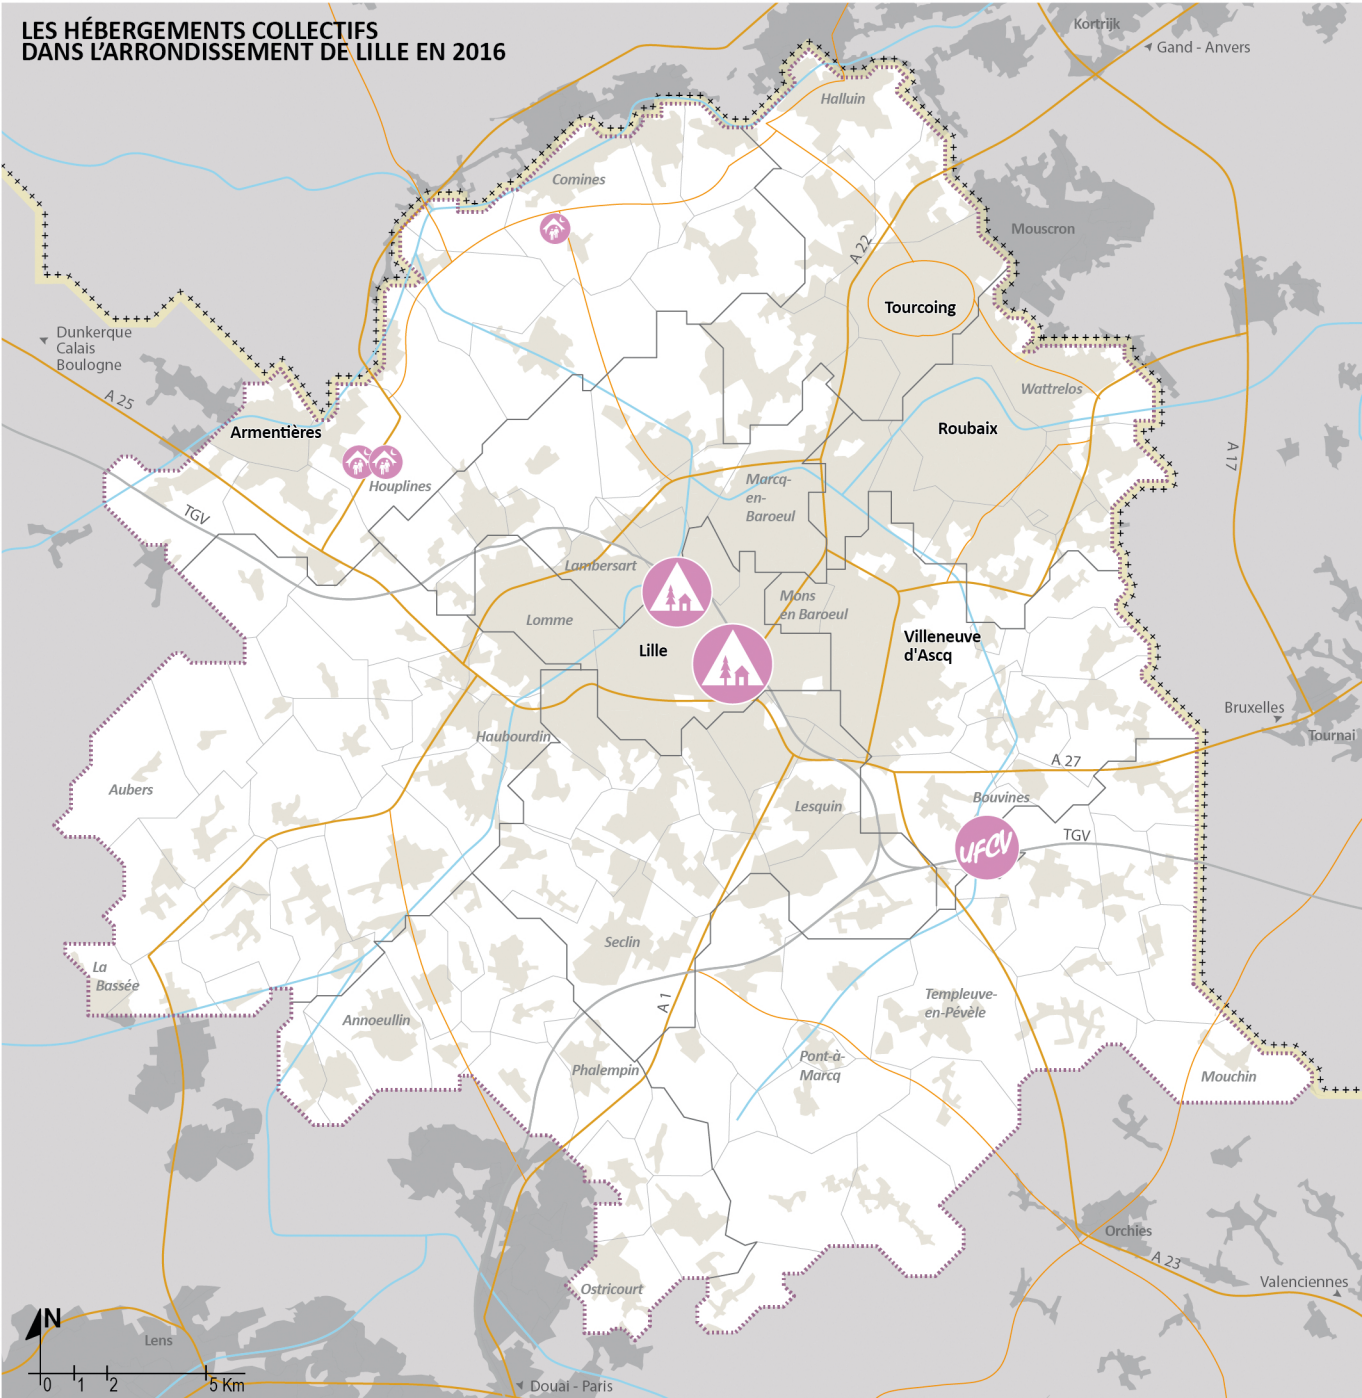 LES HÉBERGEMENTS COLLECTIFS
DANS L'ARRONDISSEMENT DE LILLE EN 2016
Kortrijk
Gand - Anvers
Halluin
Comines
Mouscron
A 22
Tourcoing
Dunkerque
Calais
Boulogne
A 25
Wattrelos
Armentières
Roubaix
A 17
Houplines
Marcq-
en-
Baroeul
TGV
Lambersart
Mons
en Baroeul
Lomme
Lille
Villeneuve
d'Ascq
Bruxelles
Tournai
Haubourdin
A 27
Aubers
Bouvines
Lesquin
TGV
UFCV
Seclin
La
Bassée
A 1
Templeuve-
en-Pévèle
Annoeullin
Pont-à-
Marcq
Phalempin
Mouchin
Orchies
A 23
Valenciennes
Ostricourt
N
Lens
0 1 2 5 Km
Douai - Paris